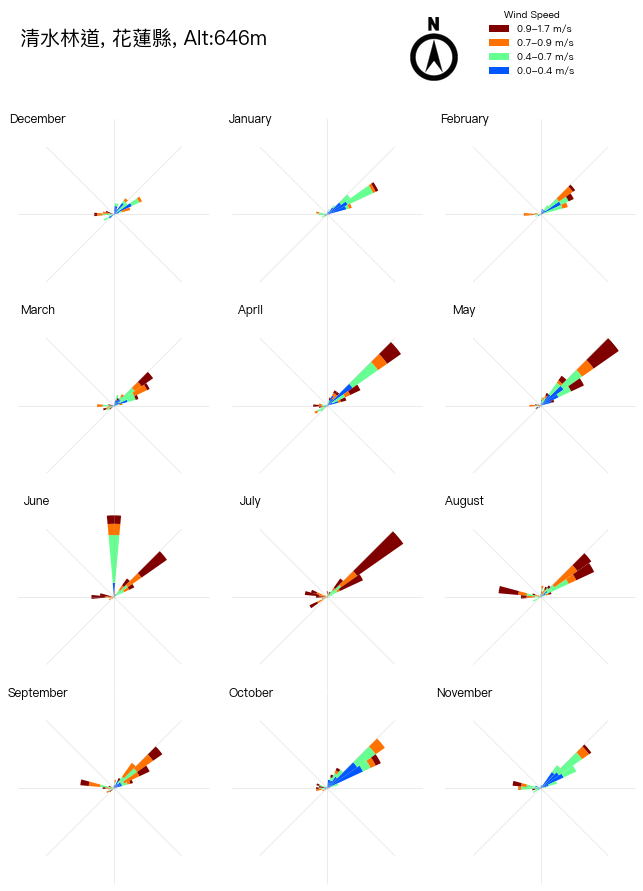 清水林道, 花蓮縣, Alt:646m
N
Wind Speed
0.9–1.7 m/s
0.7–0.9 m/s
0.4–0.7 m/s
0.0–0.4 m/s
December
January
February
March
April
May
June
July
August
September
October
November